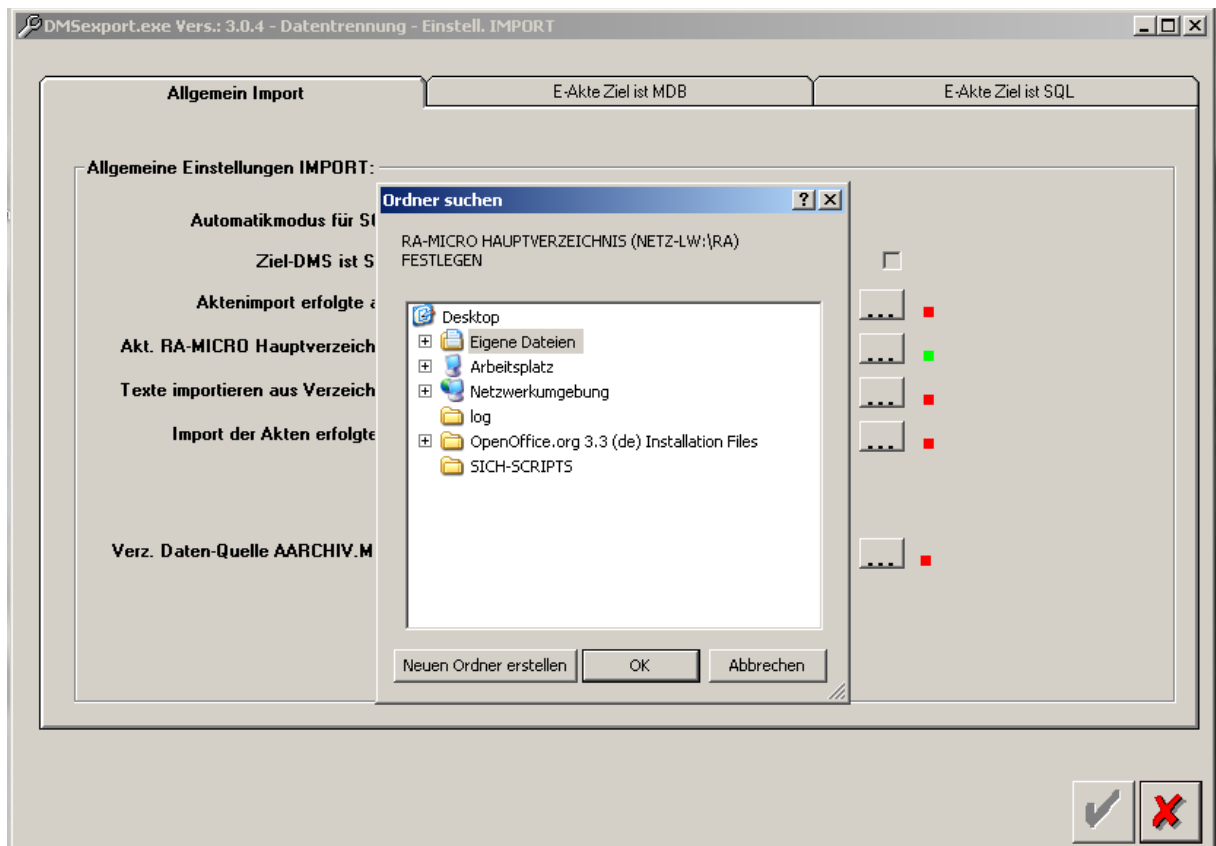 DMSexport.exe Vers.: 3.0.4 - Datentrennung - Einstell. IMPORT
Allgemein Import
E-Akte Ziel ist MDB
E-Akte Ziel ist SQL
Allgemeine Einstellungen IMPORT:
Automatikmodus für
Ziel-DMS ist
Aktenimport erfolgte
Akt. RA-MICRO Hauptverzeich
Texte importieren aus Verzeich
Import der Akten erfolgte
Verz. Daten-Quelle AARCHIV.M
Ordner suchen
RA-MICRO HAUPTVERZEICHNIS (NETZ-LW:\RA)
FESTLEGEN
Desktop
Eigene Dateien
Arbeitsplatz
Netzwerkumgebung
log
OpenOffice.org 3.3 (de) Installation Files
SICH-SCRIPTS
Neuen Ordner erstellen
OK
Abbrechen
...
...
...
...
...